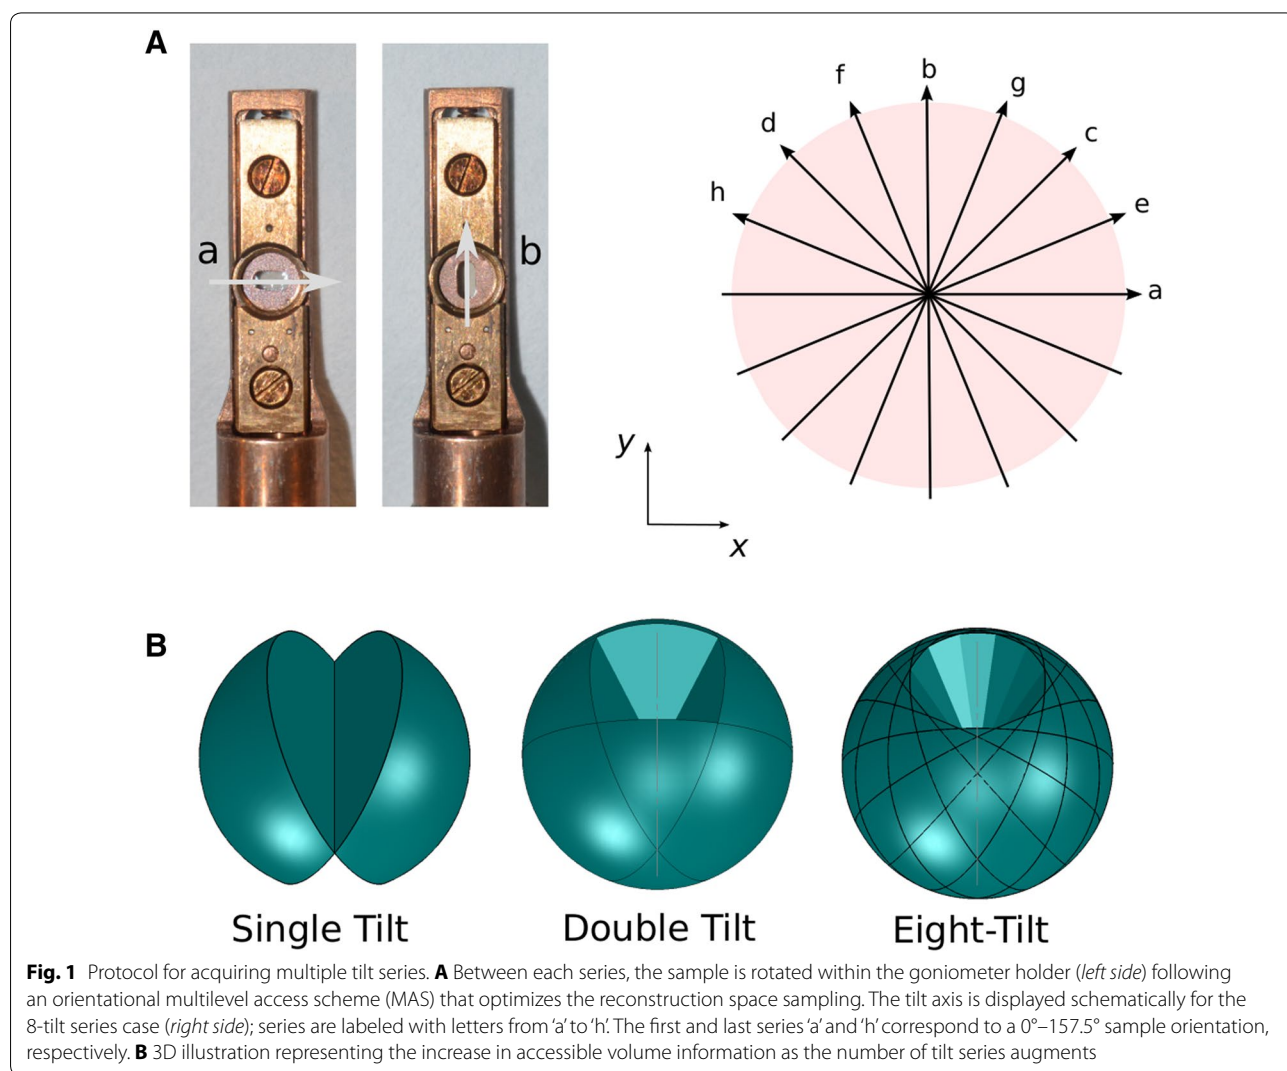 A
a
b
f
b
g
d
c
h
e
a
y
x
B
Single Tilt
Double Tilt
Eight-Tilt
Fig. 1 Protocol for acquiring multiple tilt series. A Between each series, the sample is rotated within the goniometer holder (left side) following
an orientational multilevel access scheme (MAS) that optimizes the reconstruction space sampling. The tilt axis is displayed schematically for the
8-tilt series case (right side); series are labeled with letters from ‘a’ to ‘h’. The first and last series ‘a’ and ‘h’ correspond to a 0°–157.5° sample orientation,
respectively. B 3D illustration representing the increase in accessible volume information as the number of tilt series augments